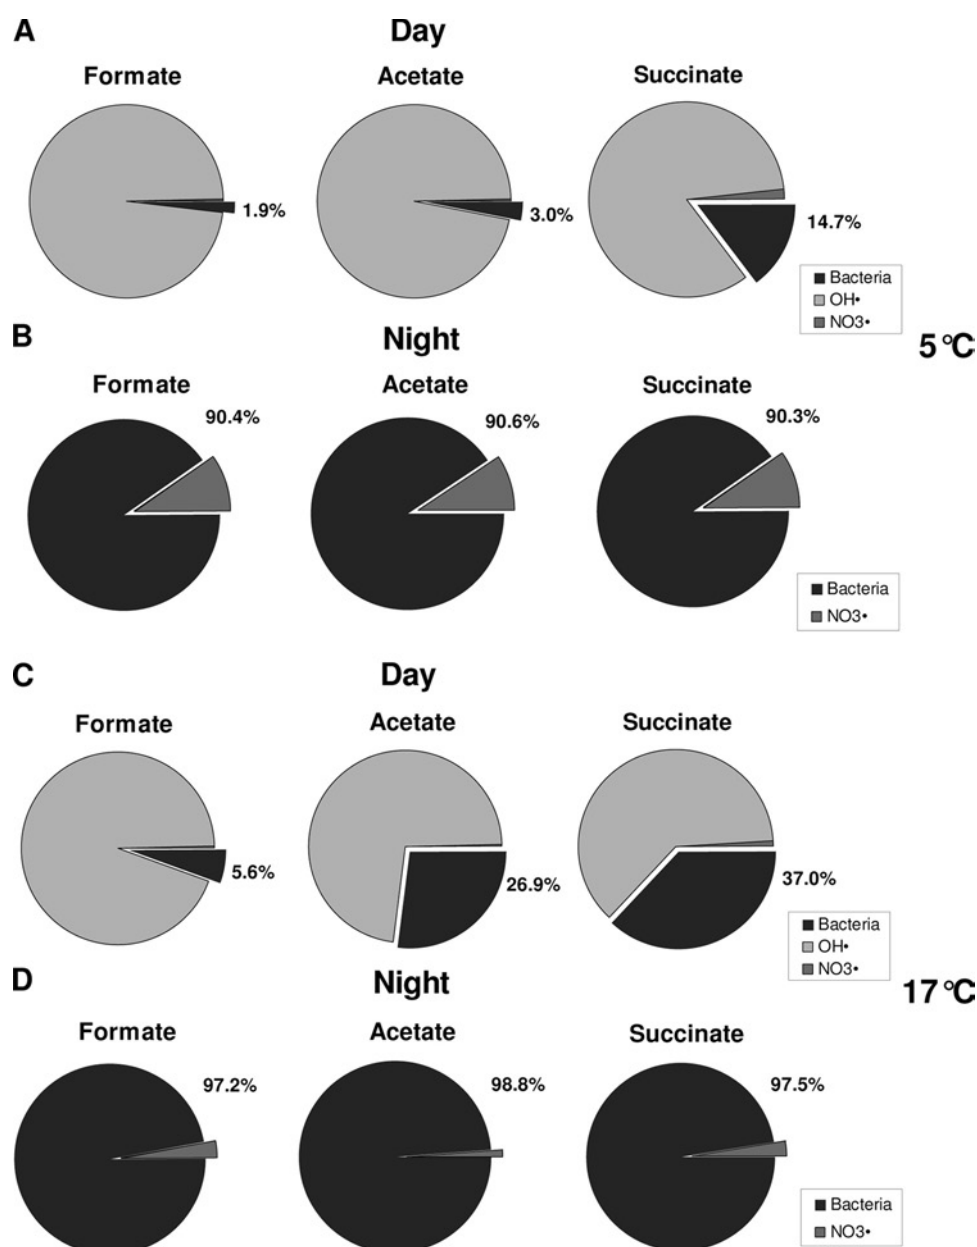 A
Day
Formate
Acetate
Succinate
1.9%
3.0%
14.7%
Bacteria
OH•
NO3•
5°C
B
Night
Formate
Acetate
Succinate
90.4%
90.6%
90.3%
Bacteria
NO3•
C
Day
Formate
Acetate
Succinate
5.6%
26.9%
37.0%
Bacteria
OH•
NO3•
17°C
D
Night
Formate
Acetate
Succinate
97.2%
98.8%
97.5%
Bacteria
NO3•